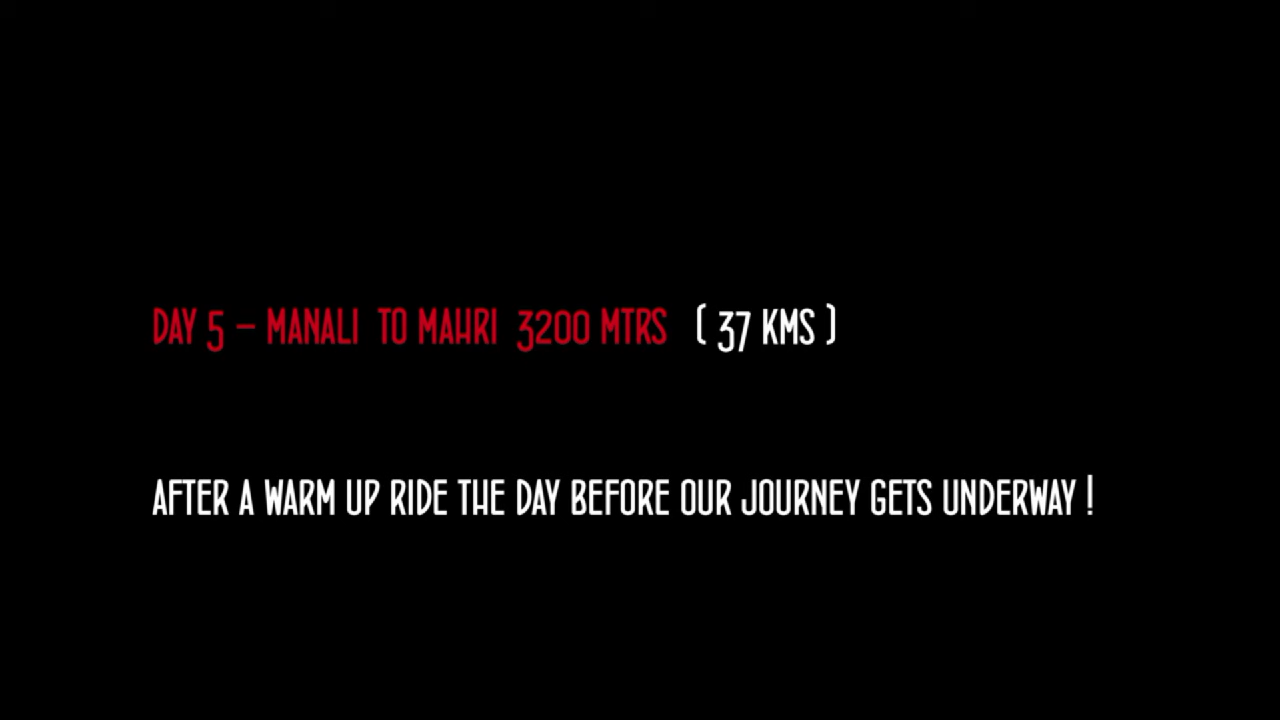 DAY 5 – MANALI TO MAHRI 3200 MTRS ( 37 KMS )
AFTER A WARM UP RIDE THE DAY BEFORE OUR JOURNEY GETS UNDERWAY !